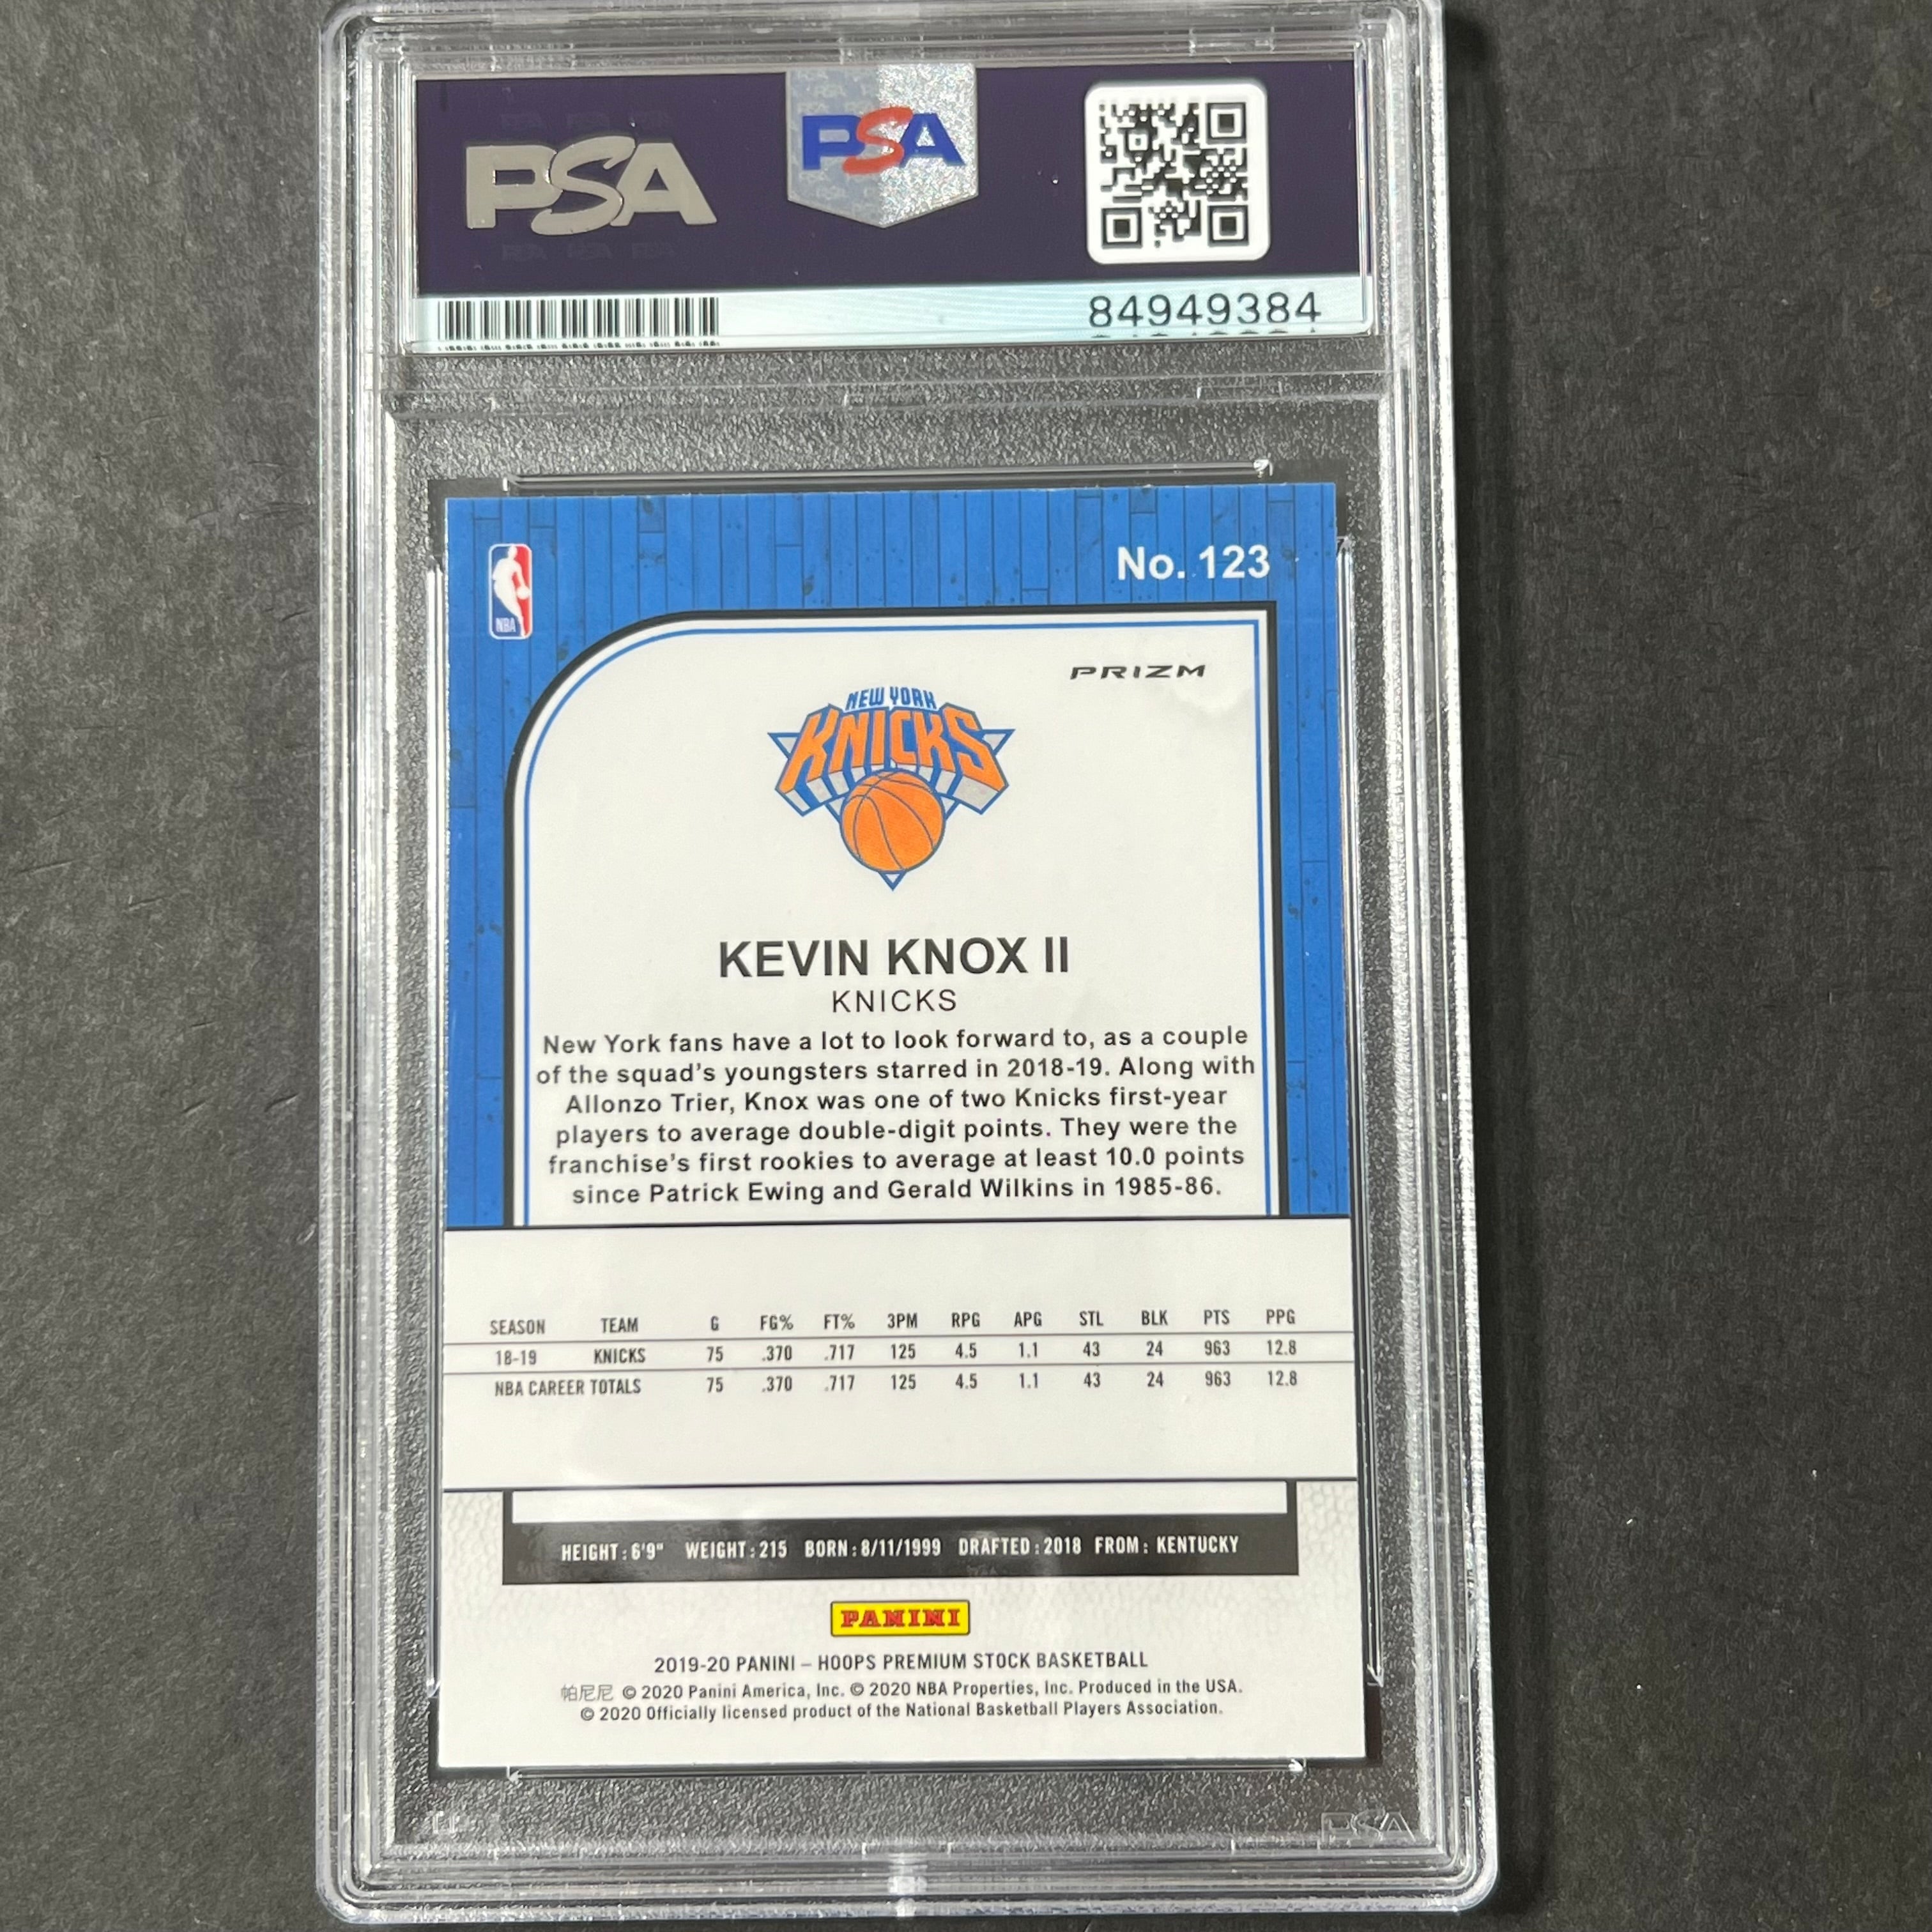 PSA
PSA
84949384
No. 123
NBA
PRIZM
NEW YORK
KNICKS
KEVIN KNOX II
KNICKS
New York fans have a lot to look forward to, as a couple
of the squad's youngsters starred in 2018-19. Along with
Allonzo Trier, Knox was one of two Knicks first-year
players to average double-digit points. They were the
franchise's first rookies to average at least 10.0 points
since Patrick Ewing and Gerald Wilkins in 1985-86.
SEASON TEAM G FG% FT% 3PM RPG APG STL BLK PTS PPG
18-19 KNICKS 75 .370 .717 125 4.5 1.1 43 24 963 12.8
NBA CAREER TOTALS 75 .370 .717 125 4.5 1.1 43 24 963 12.8
HEIGHT: 6'9" WEIGHT: 215 BORN: 8/11/1999 DRAFTED: 2018 FROM: KENTUCKY
PANINI
2019-20 PANINI – HOOPS PREMIUM STOCK BASKETBALL
帕尼尼 © 2020 Panini America, Inc. © 2020 NBA Properties, Inc. Produced in the USA.
© 2020 Officially licensed product of the National Basketball Players Association.
PSA